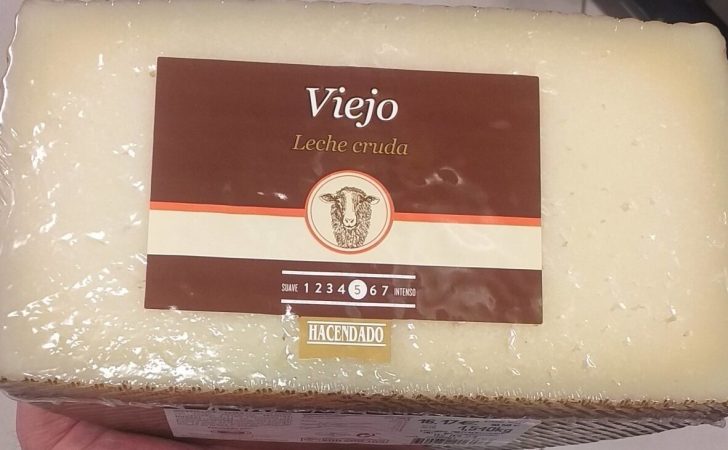 Viejo
Leche cruda
SUAVE 1 2 3 4 5 6 7 INTENSO
HACENDADO